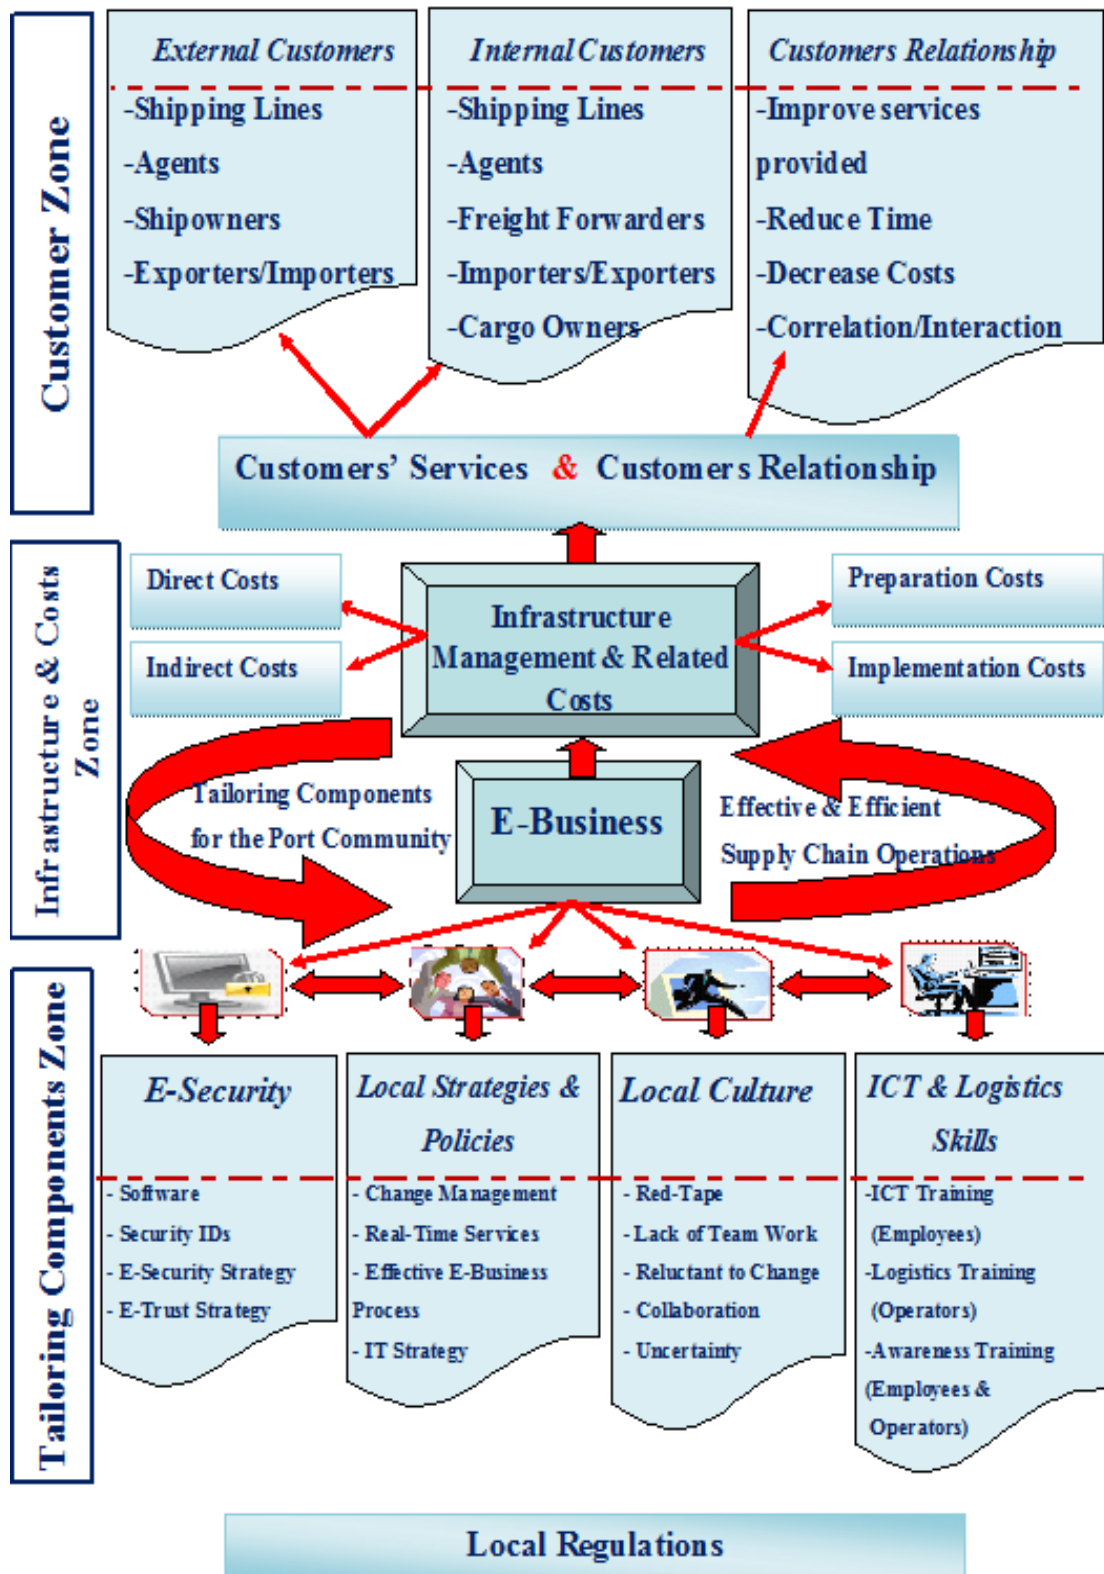 Customer Zone
External Customers
-Shipping Lines
-Agents
-Shipowners
-Exporters/Importers
Internal Customers
-Shipping Lines
-Agents
-Freight Forwarders
-Importers/Exporters
-Cargo Owners
Customers Relationship
-Improve services
provided
-Reduce Time
-Decrease Costs
-Correlation/Interaction
Customers' Services & Customers Relationship
Infrastructure & Costs
Zone
Direct Costs
Indirect Costs
Infrastructure
Management & Related
Costs
Preparation Costs
Implementation Costs
Tailoring Components
for the Port Community
E-Business
Effective & Efficient
Supply Chain Operations
Tailoring Components Zone
E-Security
- Software
- Security IDs
- E-Security Strategy
- E-Trust Strategy
Local Strategies &
Policies
- Change Management
- Real-Time Services
- Effective E-Business
Process
- IT Strategy
Local Culture
- Red-Tape
- Lack of Team Work
- Reluctant to Change
- Collaboration
- Uncertainty
ICT & Logistics
Skills
-ICT Training
(Employees)
-Logistics Training
(Operators)
-Awareness Training
(Employees &
Operators)
Local Regulations